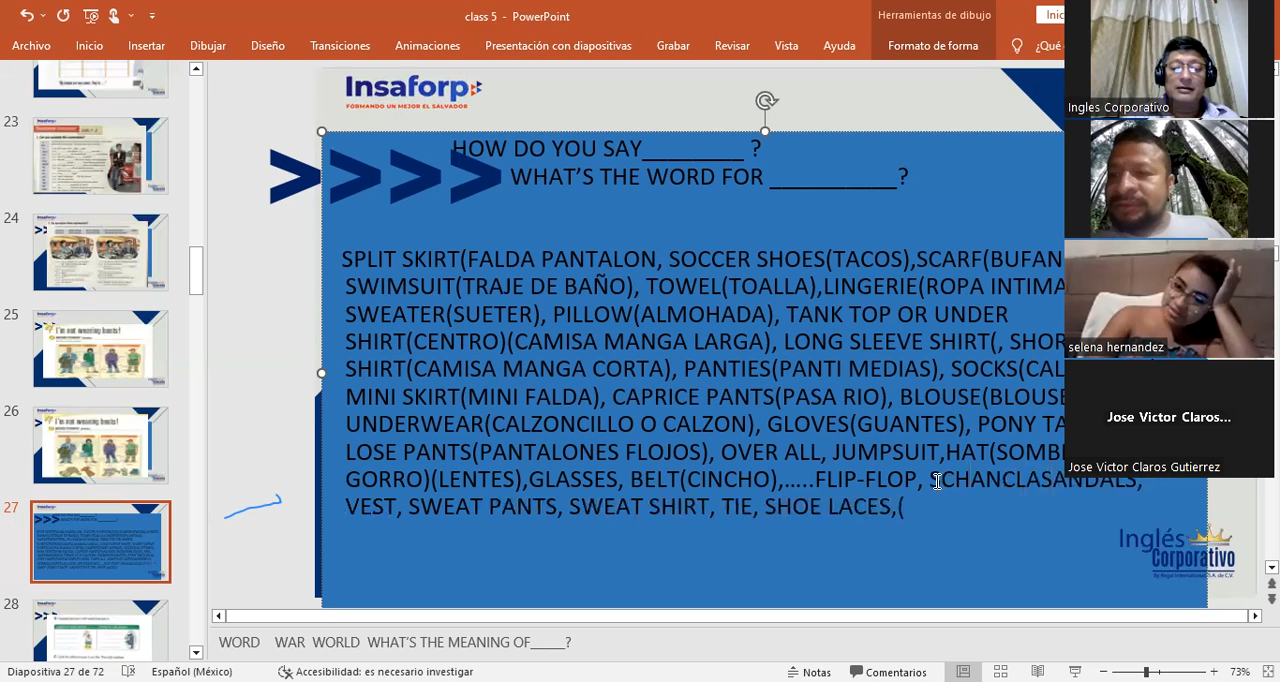 class 5 - PowerPoint
Herramientas de dibujo
Archivo Inicio Insertar Dibujar Diseño Transiciones Animaciones Presentación con diapositivas Grabar Revisar Vista Ayuda Formato de forma ¿Qué
Insaforp
FORMANDO UN MEJOR EL SALVADOR
HOW DO YOU SAY________ ?
WHAT'S THE WORD FOR __________?
SPLIT SKIRT(FALDA PANTALON, SOCCER SHOES(TACOS),SCARF(BUFAN
SWIMSUIT(TRAJE DE BAÑO), TOWEL(TOALLA),LINGERIE(ROPA INTIMA
SWEATER(SUETER), PILLOW(ALMOHADA), TANK TOP OR UNDER
SHIRT(CENTRO)(CAMISA MANGA LARGA), LONG SLEEVE SHIRT(, SHOR
SHIRT(CAMISA MANGA CORTA), PANTIES(PANTI MEDIAS), SOCKS(CAL
MINI SKIRT(MINI FALDA), CAPRICE PANTS(PASA RIO), BLOUSE(BLOUSE
UNDERWEAR(CALZONCILLO O CALZON), GLOVES(GUANTES), PONY TA
LOSE PANTS(PANTALONES FLOJOS), OVER ALL, JUMPSUIT,HAT(SOMB
GORRO)(LENTES),GLASSES, BELT(CINCHO),.....FLIP-FLOP, SCHANCLASANDALS,
VEST, SWEAT PANTS, SWEAT SHIRT, TIE, SHOE LACES,(
Inglés
Corporativo
Ingles Corporativo
selena hernandez
Jose Victor Claros...
Jose Victor Claros Gutierrez
23
24
25
I'm not wearing boots!
26
I'm not wearing boots!
27
28
WORD WAR WORLD WHAT'S THE MEANING OF_____?
Diapositiva 27 de 72 Español (México) Accesibilidad: es necesario investigar Notas Comentarios 73%